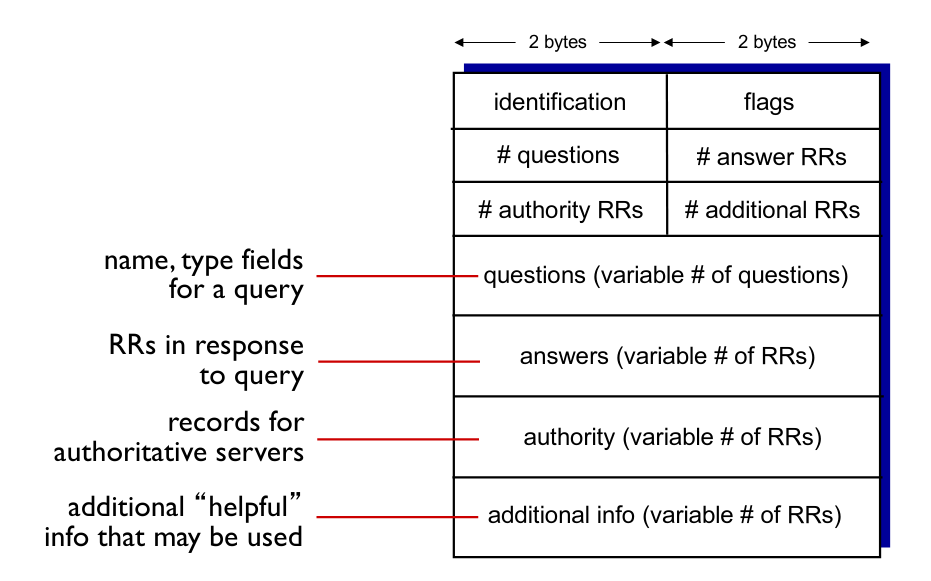 2 bytes 2 bytes
identification flags
# questions # answer RRs
# authority RRs # additional RRs
name, type fields
for a query
questions (variable # of questions)
RRs in response
to query
answers (variable # of RRs)
records for
authoritative servers
authority (variable # of RRs)
additional “helpful”
info that may be used
additional info (variable # of RRs)